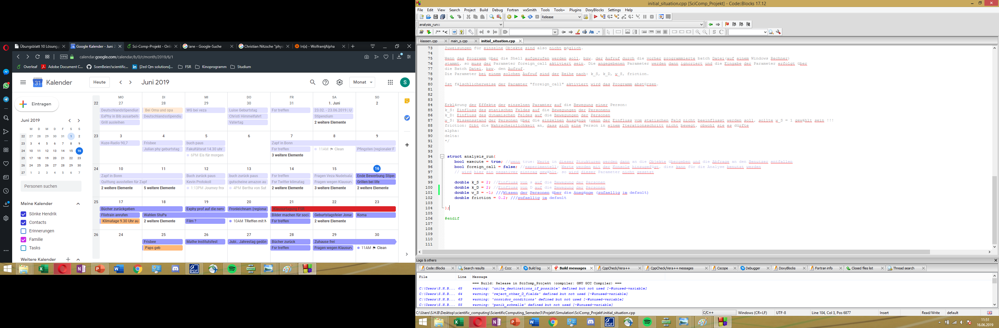 Übungsblatt 10 Lösung.p
Google Kalender - Juni 2
Sci-Comp-Projekt - Onli
lane - Google-Suche
Christian Nitzsche "phys
ln(x) - Wolfram|Alpha
VPN
calendar.google.com/calendar/b/0/r/month/2019/6/1
Overleaf
Adobe Document C...
SoenBeier/scientific...
[2ed Qm solutions]...
FSR
Kinoprogramm
Studium
31
Kalender
Heute
Juni 2019
Monat
S
Eintragen
Juni 2019
M D M D F S S
22 27 28 29 30 31 1 2
23 3 4 5 6 7 8 9
24 10 11 12 13 14 15 16
25 17 18 19 20 21 22 23
26 24 25 26 27 28 29 30
27 1 2 3 4 5 6 7
Personen suchen
Meine Kalender
Sönke Hendrik
Contacts
Erinnerungen
Familie
Tasks
Weitere Kalender
MO DI MI DO FR SA SO
22 27 28 29 30 31 1. Juni 2
Deutschlandstipendiun
Bei Oma und opa
WG bei veza
Luise Geburtstag
Fsr treffen
23.02. - 23.06.2019 | U
ExPhy in Bib ausarbeite
Deutschlandsstipendiu
Christi Himmelfahrt
Stipendium
Grill ausleihen
Vatertag
2 weitere Elemente
23 3 4 5 6 7 8 9
Kuze-Radio 90,7
Frisbee
buch paus
Zapf in Bonn
Julian phy geburtstag
Fakultätsrat 14.30 uhr
Fsr treffen
11AM Clean
Pfingsten (regionaler F
6PM Eis für morgen
3 weitere Elemente
24 10 11 12 13 14 15 16
Zapf in Bonn
Buch zurück paus
buch zurück paus
Fsr treffen
Fragen Veza Nudelsala
Ende Bewerbung Stiper
Quittung ausstellen für Zapf
Kevin Protokoll
gutscheine amazon au
Fsr Twitter klimatag
Fragen wegen Klausurv
Grillen bei life
2 weitere Elemente
5 weitere Elemente
1:13PM Journey fror
4PM Bertha von Sut
2 weitere Elemente
3 weitere Elemente
2 weitere Elemente
25 17 18 19 20 21 22 23
Bücher zurückgeben
Exphy prof auf die nerv
Fronleichnam (regional
Klausurtagung FSR
Flixtrain anrufen
Wahlen StuPa
Bilder machen für soci
Geburtstagsfeier Jonas
Koma
Klimatage 9.30 Uhr au
2 weitere Elemente
Film ?
10AM TReffen mit N
Fsr treffen
2 weitere Elemente
26 24 25 26 27 28 29 30
Frisbee
Mathe Institutsfest
Jubi.. Jahrestag gedön
Bücher zurück
Zuhause frei
Paps geb
Fsr treffen
Fragen wegen Klausurv
11AM Clean
initial_situation.cpp [SciComp_Projekt] - Code::Blocks 17.12
File Edit View Search Project Build Debug Fortran wxSmith Tools Tools+ Plugins DoxyBlocks Settings Help
Release
analysis_run::
/** *<
klassen.cpp
main_s.cpp
initial_situation.cpp
73 Zuweisungen für einzelne Objekte sind also nicht möglich.
74
75 Wenn das Programm über die Shell aufgerufen werden soll, bzw. der Aufruf durch die vorher programmierte batch Datei(auf einem Windows Rechner)
76 stammt, so muss der Parameter foreign_call aktiviert sein. Die angegebenen Parameter werden dann ignoriert und die Eingabe der Parameter erfolgt über
77 die Batch Datei, bzw. den Aufruf.
78 Die Parameter bei einem solchen Aufruf sind der Reihe nach: k_S, k_D, w_S, friction.
79
80 Ist fälschlicherweise der Paramter "foreign_call" aktiviert wird das Programm abstürzen.
81
82
83
84 Erklärung der Effekte der einzelnen Paramter auf die Bewegung einer Person:
85 k_S: Einfluss des statischen Feldes auf die Bewegungen der Personenu
86 k_D: Einfluss des dynamischen Feldes auf die Bewegungen der Personen
87 w_S: Wissensstand der Personen über die einzelnen Ausgänge (wenn der Einfluss vom statischen Feld nicht beeinflusst werden soll, sollte w_S = 1 gewählt sein !!!
88 friction: Gibt die Wahrscheinlichkeit an, dass sich eine Person in einem Iterationsschritt nicht bewegt, obwohl sie es dürfte
89 alpha:
90 delta:
91 */
92
93
94 struct analysis_run{
95 bool execute = true; //wenn true: Werte in dieser Strukturen werden dann an die Objekte übergeben und die Abfrage an den Benutzer entfallen
96 bool foreign_call = false; //experimentell: Werte werden mit der Konsole hinzugefügt, dies kann für die Analyse benutzt werden
97 // wird hier ein negativer eintrag gewählt, so wird dieser Parameter nicht gesetzt
98
99 double k_S = 2; //Einfluss von s auf die Bewegung der Personen
100 double k_D = 2; //Einfluss von D auf die Bewegung der Personen
101 double w_S = -1; ///Wissen der Personen über die Ausgänge (zufaellig im default)
102 double friction = 0.2; ///zufaellig im default
103
104 };
105
106 #endif
107
108
109
110
111
Logs & others
Code::Blocks
Search results
Cccc
Build log
Build messages
CppCheck/Vera++
CppCheck/Vera++ messages
Cscope
Debugger
DoxyBlocks
Fortran info
Closed files list
Thread search
File Line Message
=== Build: Release in SciComp_Projekt (compiler: GNU GCC Compiler) ===
C:\Users\S.H.B... 65 warning: 'unite_destinations_if_possible' defined but not used [-Wunused-variable]
C:\Users\S.H.B... 64 warning: 'reject_other_D_fields' defined but not used [-Wunused-variable]
C:\Users\S.H.B... 63 warning: 'corridor_conditions' defined but not used [-Wunused-variable]
C:\Users\S.H.B... 55 warning: 'panik_schwelle' defined but not used [-Wunused-variable]
C:\Users\S.H.B\Desktop\scientific_computing\ScientificComputing_Semester3\Projekt\Simulation\SciComp_Projekt\initial_situation.cpp
C/C++
Windows (CR+LF)
UTF-8
Line 104, Col 3, Pos 6877
Insert
Read/Write
default
11:51
16.06.2019